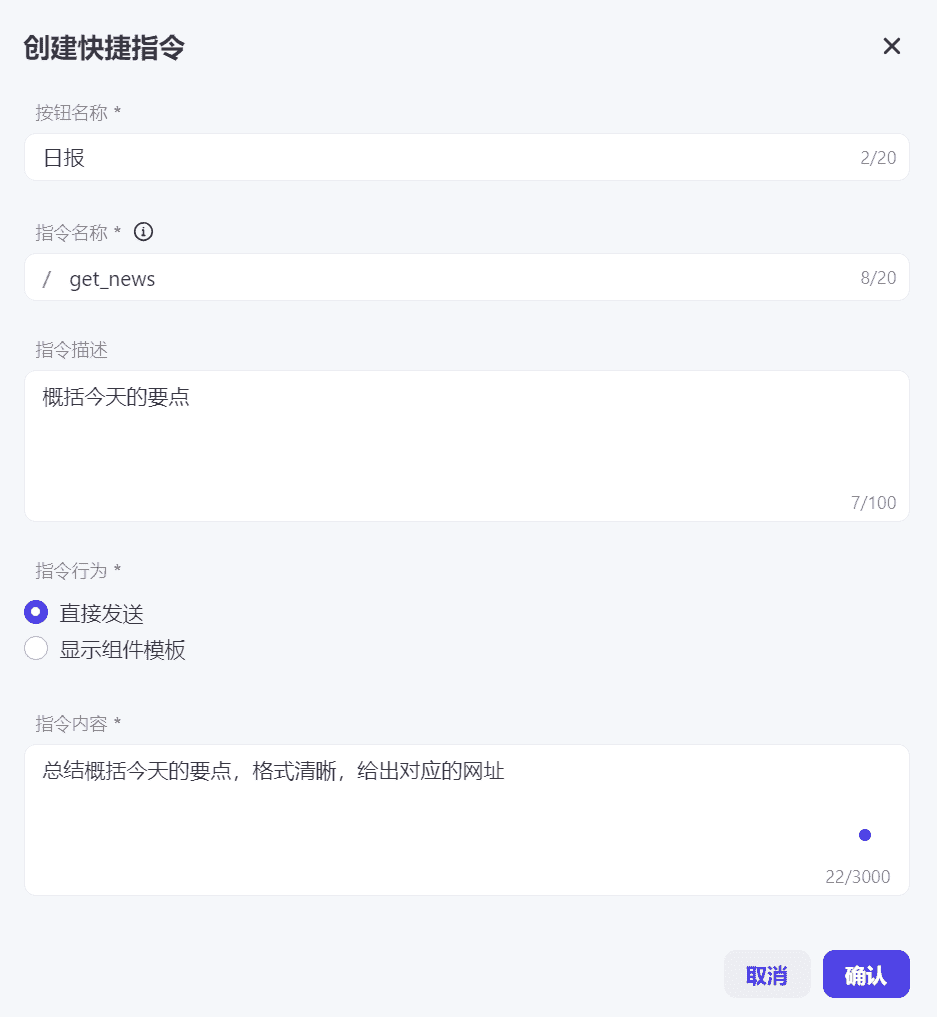 创建快捷指令
按钮名称 *
日报
2/20
指令名称 *
/ get_news
8/20
指令描述
概括今天的要点
7/100
指令行为 *
直接发送
显示组件模板
指令内容 *
总结概括今天的要点，格式清晰，给出对应的网址
22/3000
取消
确认